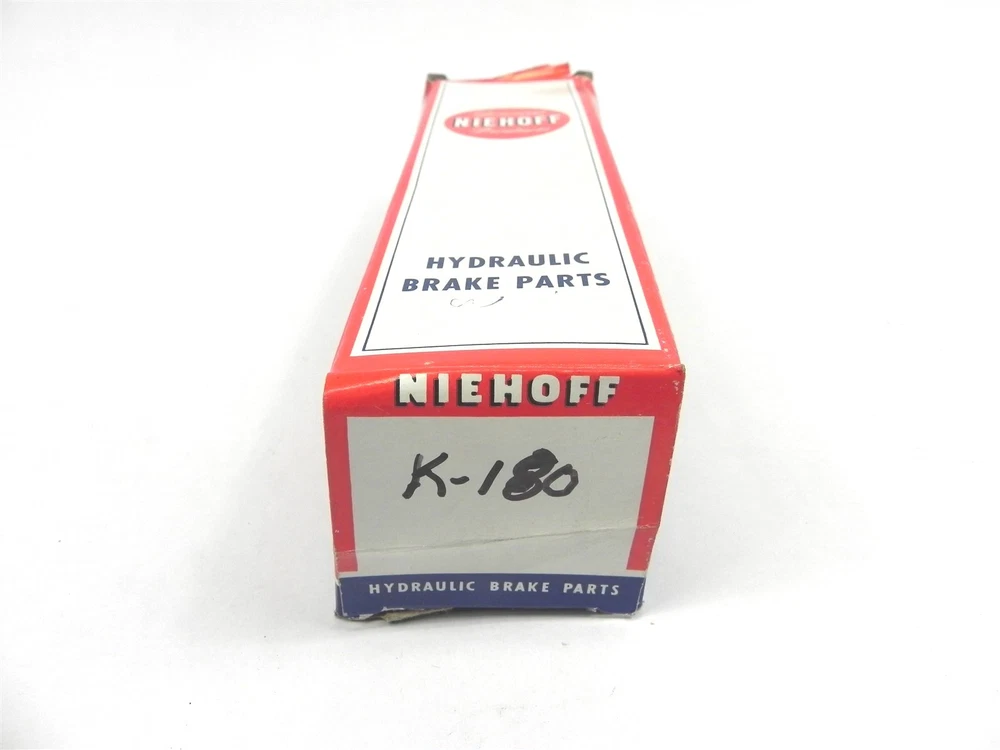 NIEHOFF
HYDRAULIC
BRAKE PARTS
NIEHOFF
K-180
HYDRAULIC BRAKE PARTS